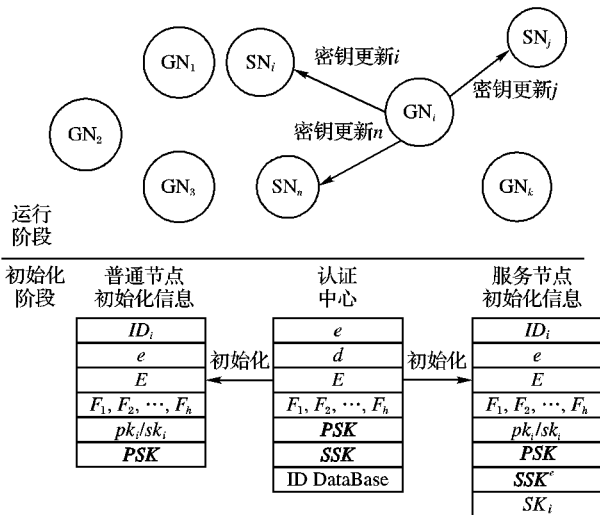 SNⱼ
密钥更新i
GN₁
SNᵢ
密钥更新j
GNᵢ
GN₂
密钥更新n
GN₃
SNₙ
GNₖ
运行
阶段
初始化
阶段
普通节点
初始化信息
IDᵢ
e
E
F₁, F₂, …, Fₕ
pkᵢ/skᵢ
PSK
初始化
认证
中心
e
d
E
F₁, F₂, …, Fₕ
PSK
SSK
ID DataBase
初始化
服务节点
初始化信息
IDᵢ
e
E
F₁, F₂, …, Fₕ
pkᵢ/skᵢ
PSK
SSKᵉ
SKᵢ